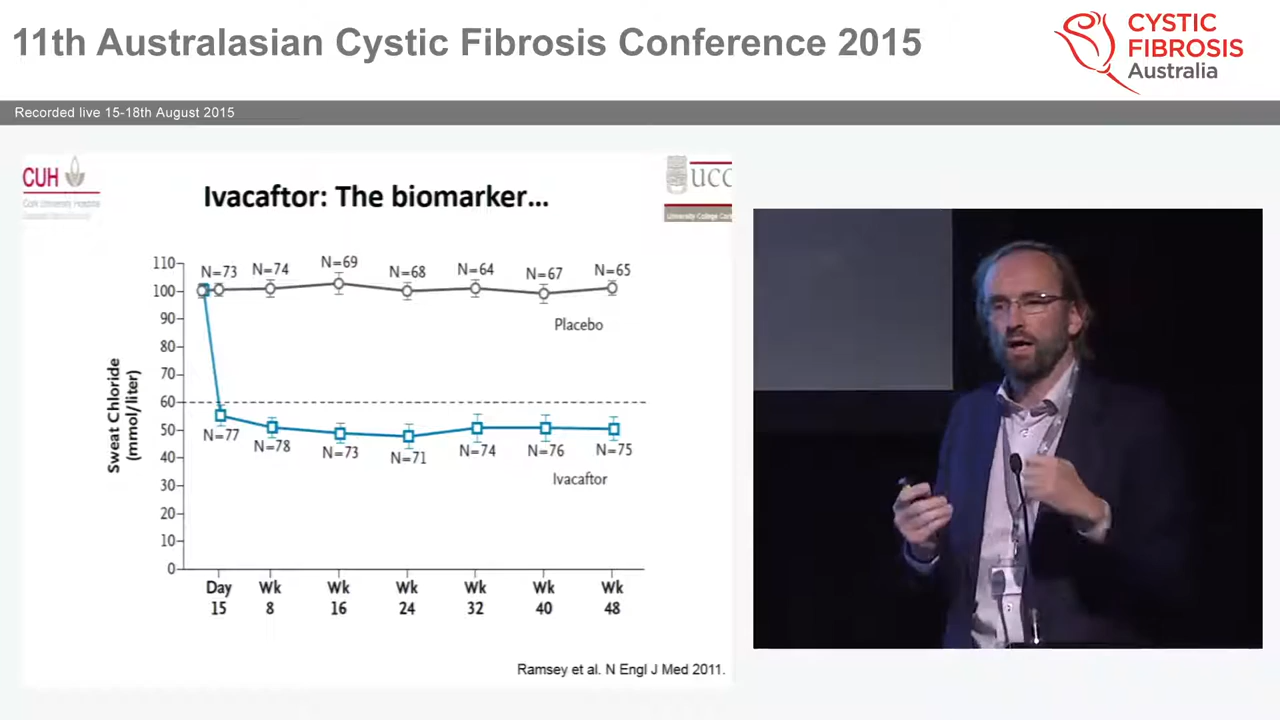 11th Australasian Cystic Fibrosis Conference 2015
CYSTIC
FIBROSIS
Australia
Recorded live 15-18th August 2015
CUH
Cork University Hospital
UCC
University College Cork
Ivacaftor: The biomarker...
Sweat Chloride
(mmol/liter)
110
100
90
80
70
60
50
40
30
20
10
0
N=73
N=74
N=69
N=68
N=64
N=67
N=65
Placebo
N=77
N=78
N=73
N=71
N=74
N=76
N=75
Ivacaftor
Day
15
Wk
8
Wk
16
Wk
24
Wk
32
Wk
40
Wk
48
Ramsey et al. N Engl J Med 2011.